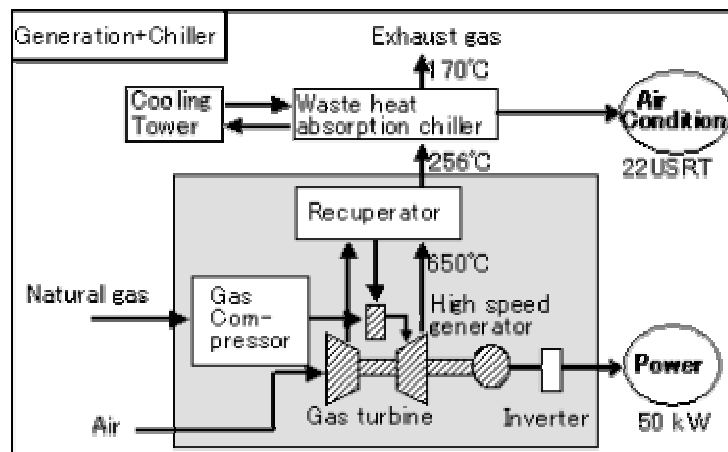 Generation+Chiller
Exhaust gas
170℃
Cooling
Tower
Waste heat
absorption chiller
Air
Condition
22USRT
256℃
Recuperator
650℃
Natural gas
Gas
Com-
pressor
High speed
generator
Power
50 kW
Air
Gas turbine
Inverter